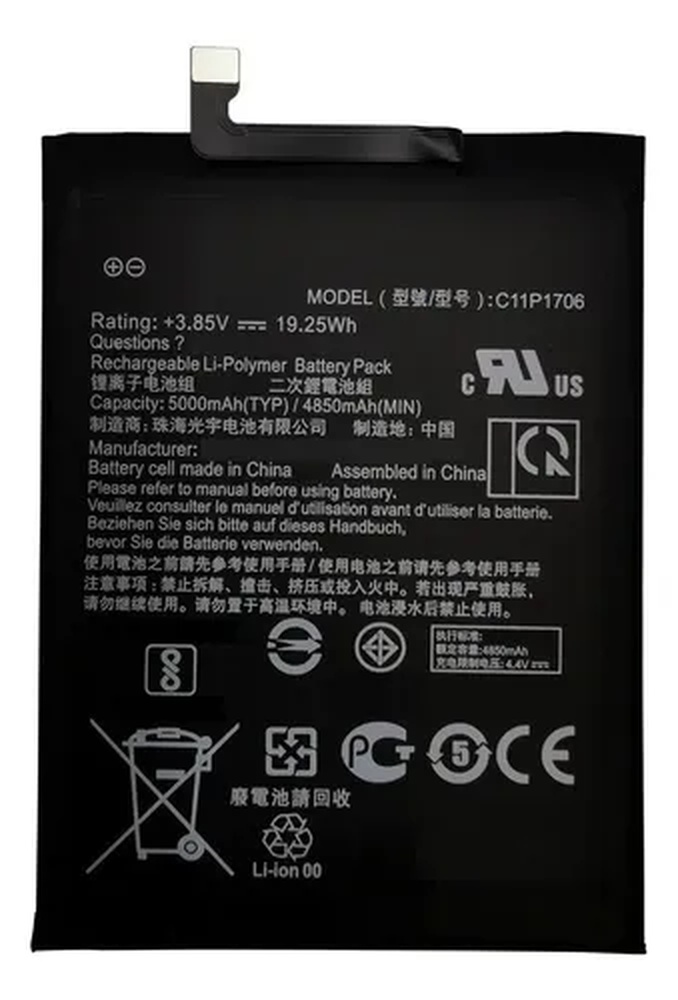 MODEL ( 型號/型号 ):C11P1706
Rating: +3.85V ⎓ 19.25Wh
Questions ?
Rechargeable Li-Polymer Battery Pack
锂离子电池组 二次鋰電池組
Capacity: 5000mAh(TYP) / 4850mAh(MIN)
制造商: 珠海光宇电池有限公司 制造地: 中国
C RU US
Manufacturer:
Battery cell made in China Assembled in China
Please refer to manual before using battery.
Veuillez consulter le manuel d'utilisation avant d'utiliser la batterie.
Beziehen Sie sich bitte auf dieses Handbuch,
bevor Sie die Batterie verwenden.
使用電池之前請先參考使用手册/使用电池之前请先参考使用手册
注意事项:禁止拆解、撞击、挤压或投入火中。若出现严重鼓胀,
请勿继续使用。请勿置于高温环境中。电池浸水后禁止使用。
执行标准:
额定容量:4850mAh
充电限制电压: 4.4V ⎓
PC T 5 CE
廢電池請回收
Li-ion 00